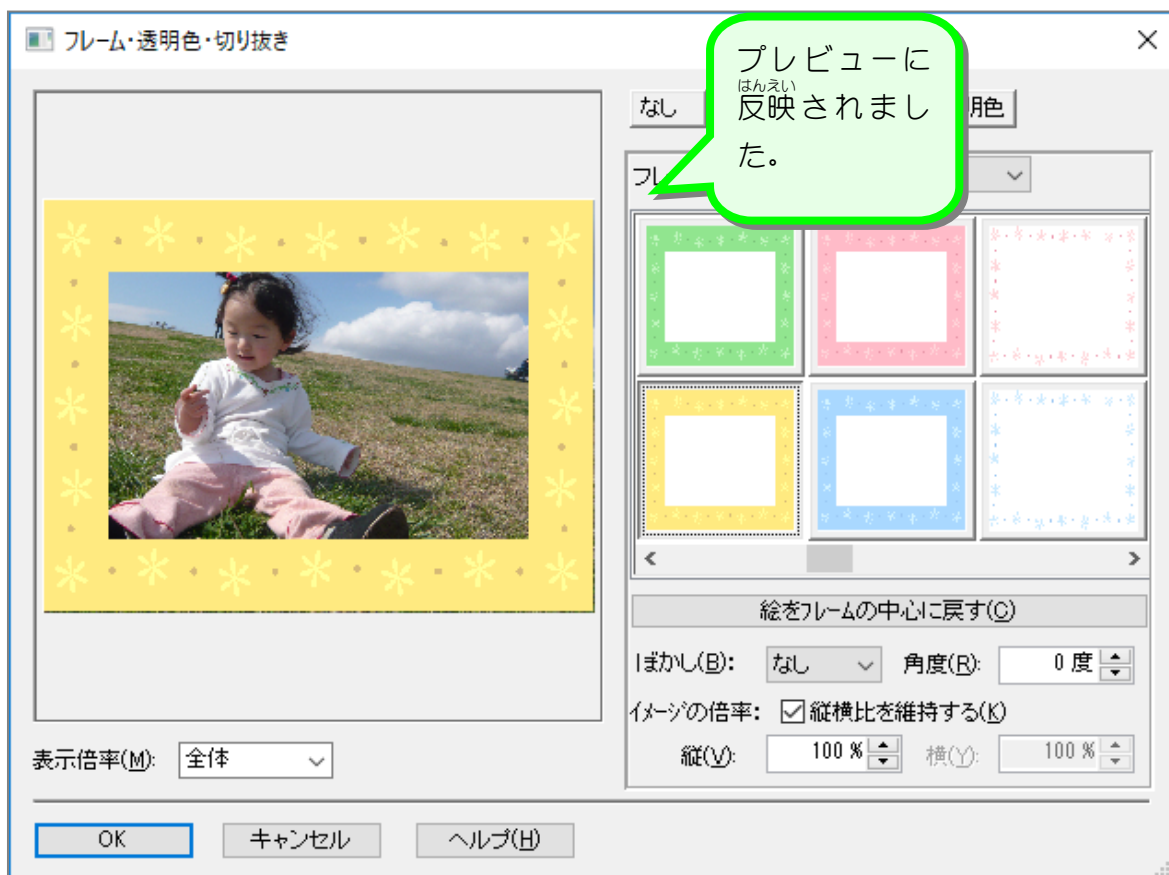 フレーム・透明色・切り抜き
プレビューに
はんえい
反映されまし
た。
なし
明色
フレ
絵をフレームの中心に戻す(C)
ぼかし(B): なし 角度(R): 0 度
イメージの倍率: 縦横比を維持する(K)
縦(V): 100 % 横(Y): 100 %
表示倍率(M): 全体
OK キャンセル ヘルプ(H)